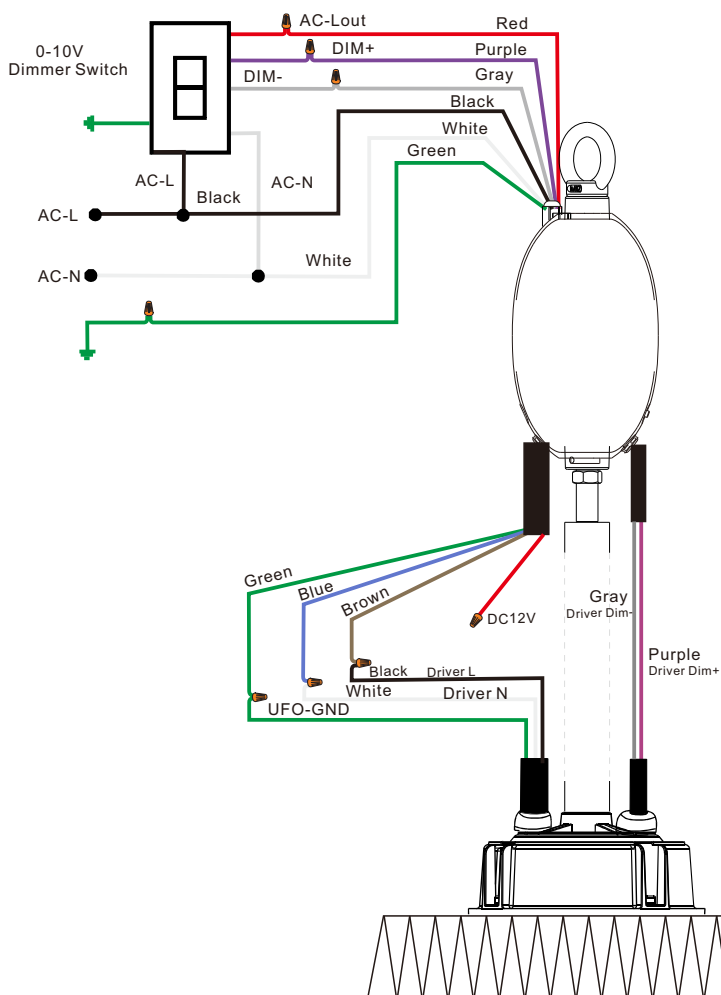 AC-Lout
Red
0-10V
Dimmer Switch
DIM+
Purple
DIM-
Gray
Black
White
Green
AC-L
AC-N
Black
AC-L
White
AC-N
Green
Blue
Brown
DC12V
Gray
Driver Dim-
Purple
Driver Dim+
Black
Driver L
White
Driver N
UFO-GND